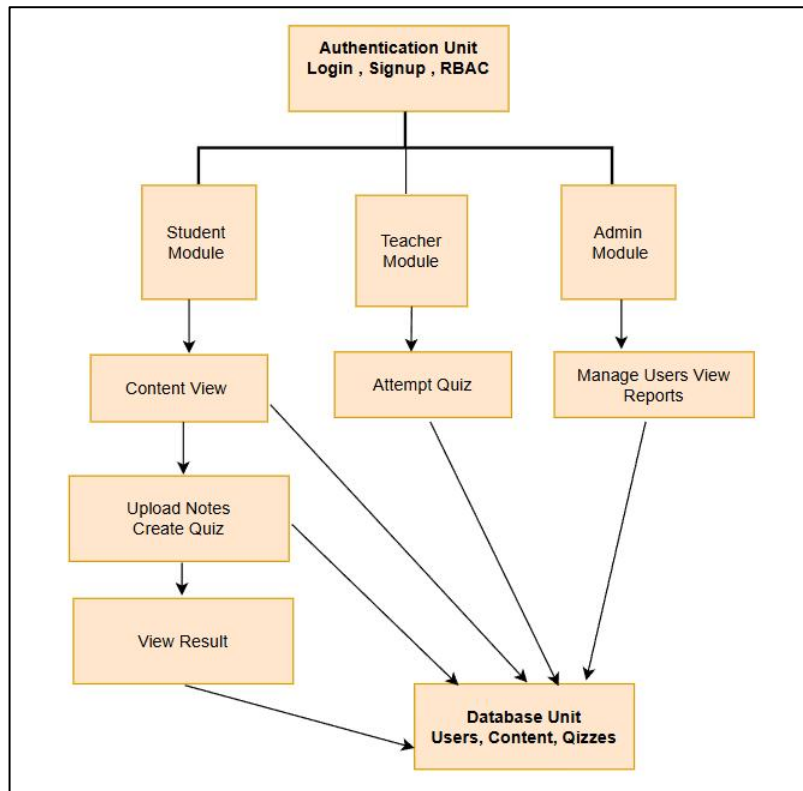 Authentication Unit
Login , Signup , RBAC
Student
Module
Teacher
Module
Admin
Module
Content View
Attempt Quiz
Manage Users View
Reports
Upload Notes
Create Quiz
View Result
Database Unit
Users, Content, Qizzes